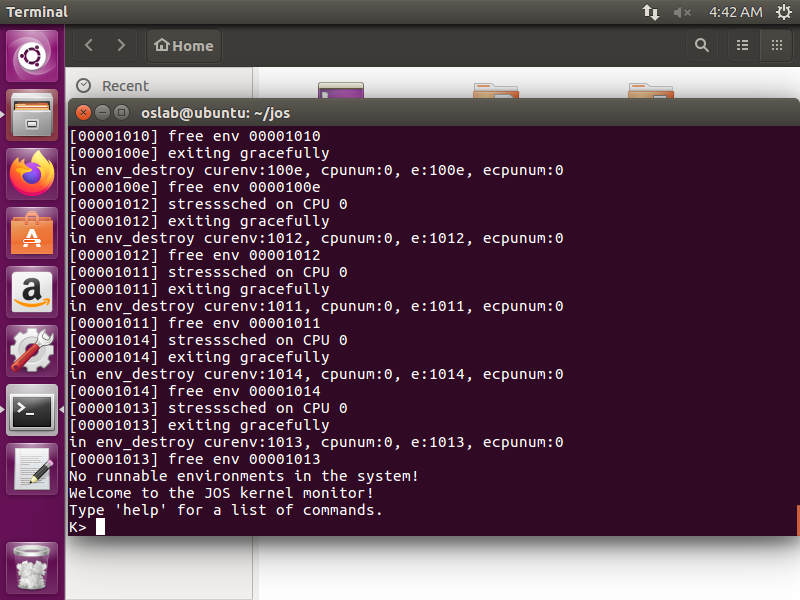 Terminal
4:42 AM
Home
Recent
oslab@ubuntu: ~/jos
[00001010] free env 00001010
[0000100e] exiting gracefully
in env_destroy curenv:100e, cpunum:0, e:100e, ecpunum:0
[0000100e] free env 0000100e
[00001012] stresssched on CPU 0
[00001012] exiting gracefully
in env_destroy curenv:1012, cpunum:0, e:1012, ecpunum:0
[00001012] free env 00001012
[00001011] stresssched on CPU 0
[00001011] exiting gracefully
in env_destroy curenv:1011, cpunum:0, e:1011, ecpunum:0
[00001011] free env 00001011
[00001014] stresssched on CPU 0
[00001014] exiting gracefully
in env_destroy curenv:1014, cpunum:0, e:1014, ecpunum:0
[00001014] free env 00001014
[00001013] stresssched on CPU 0
[00001013] exiting gracefully
in env_destroy curenv:1013, cpunum:0, e:1013, ecpunum:0
[00001013] free env 00001013
No runnable environments in the system!
Welcome to the JOS kernel monitor!
Type 'help' for a list of commands.
K>